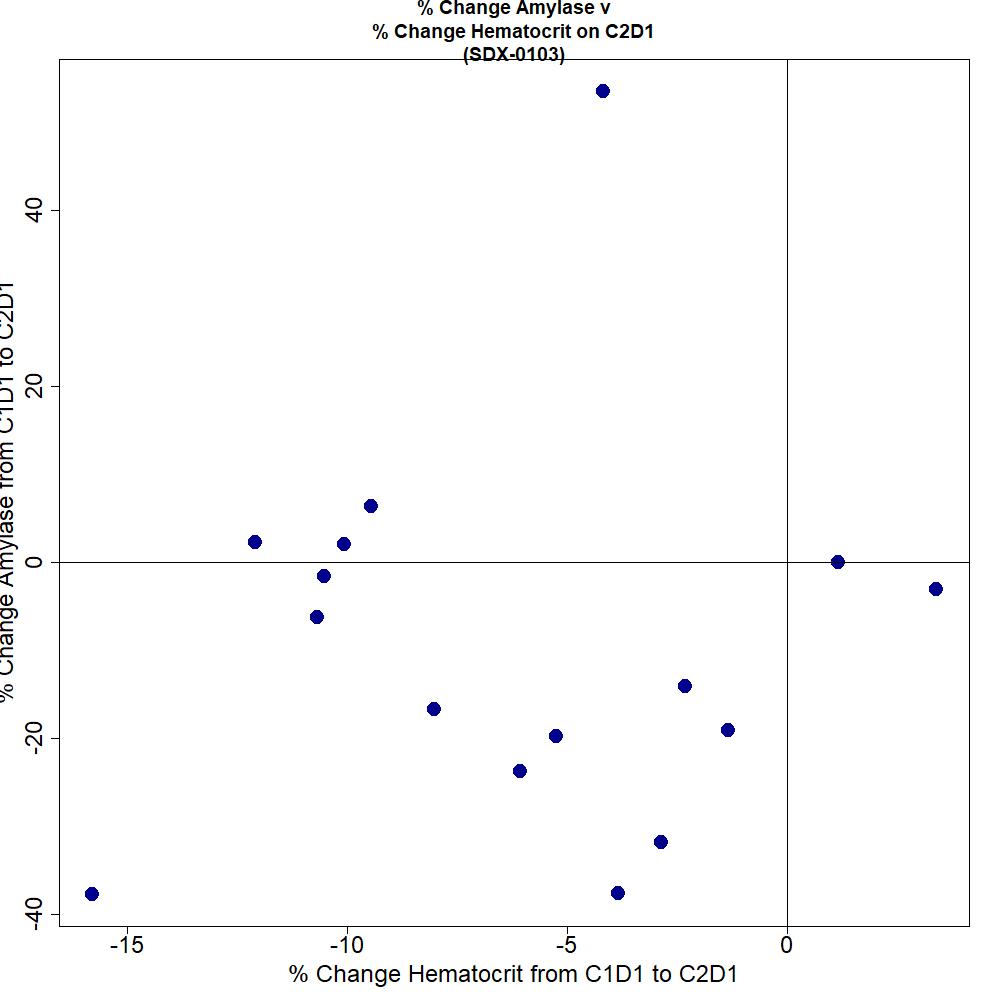 % Change Amylase v
% Change Hematocrit on C2D1
(SDX-0103)
% Change Amylase from C1D1 to C2D1
40
20
0
-20
-40
-15
-10
-5
0
% Change Hematocrit from C1D1 to C2D1